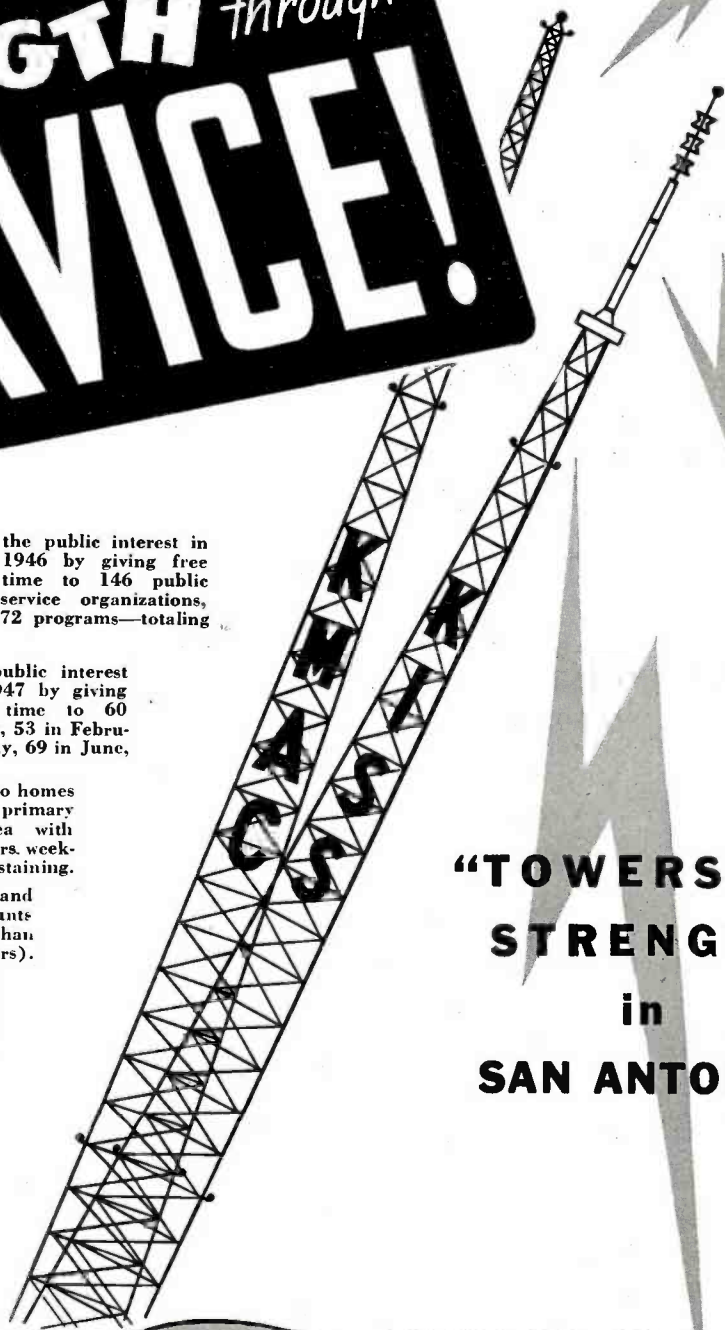 GTH through
VICE!
the public interest in
1946 by giving free
time to 146 public
service organizations,
72 programs—totaling
public interest
947 by giving
time to 60
, 53 in Febru-
y, 69 in June,
o homes
primary
ea with
rs. week-
staining.
and
unts
han
rs).
KMAC
KISS
"TOWERS
STRENG
in
SAN ANTO